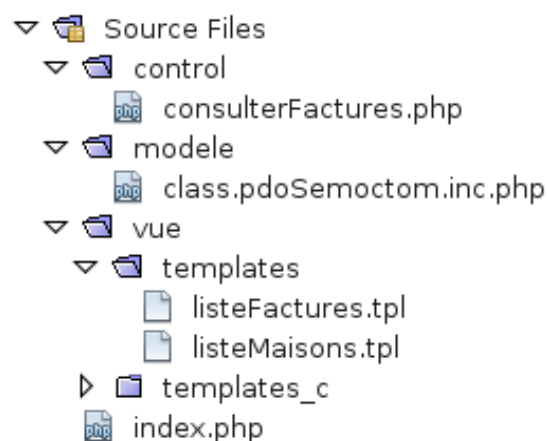 Source Files
control
consulterFactures.php
modele
class.pdoSemoctom.inc.php
vue
templates
listeFactures.tpl
listeMaisons.tpl
templates_c
index.php